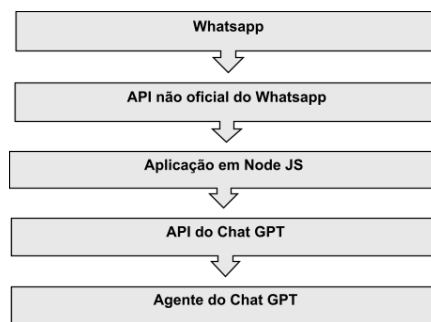 Whatsapp
API não oficial do Whatsapp
Aplicação em Node JS
API do Chat GPT
Agente do Chat GPT